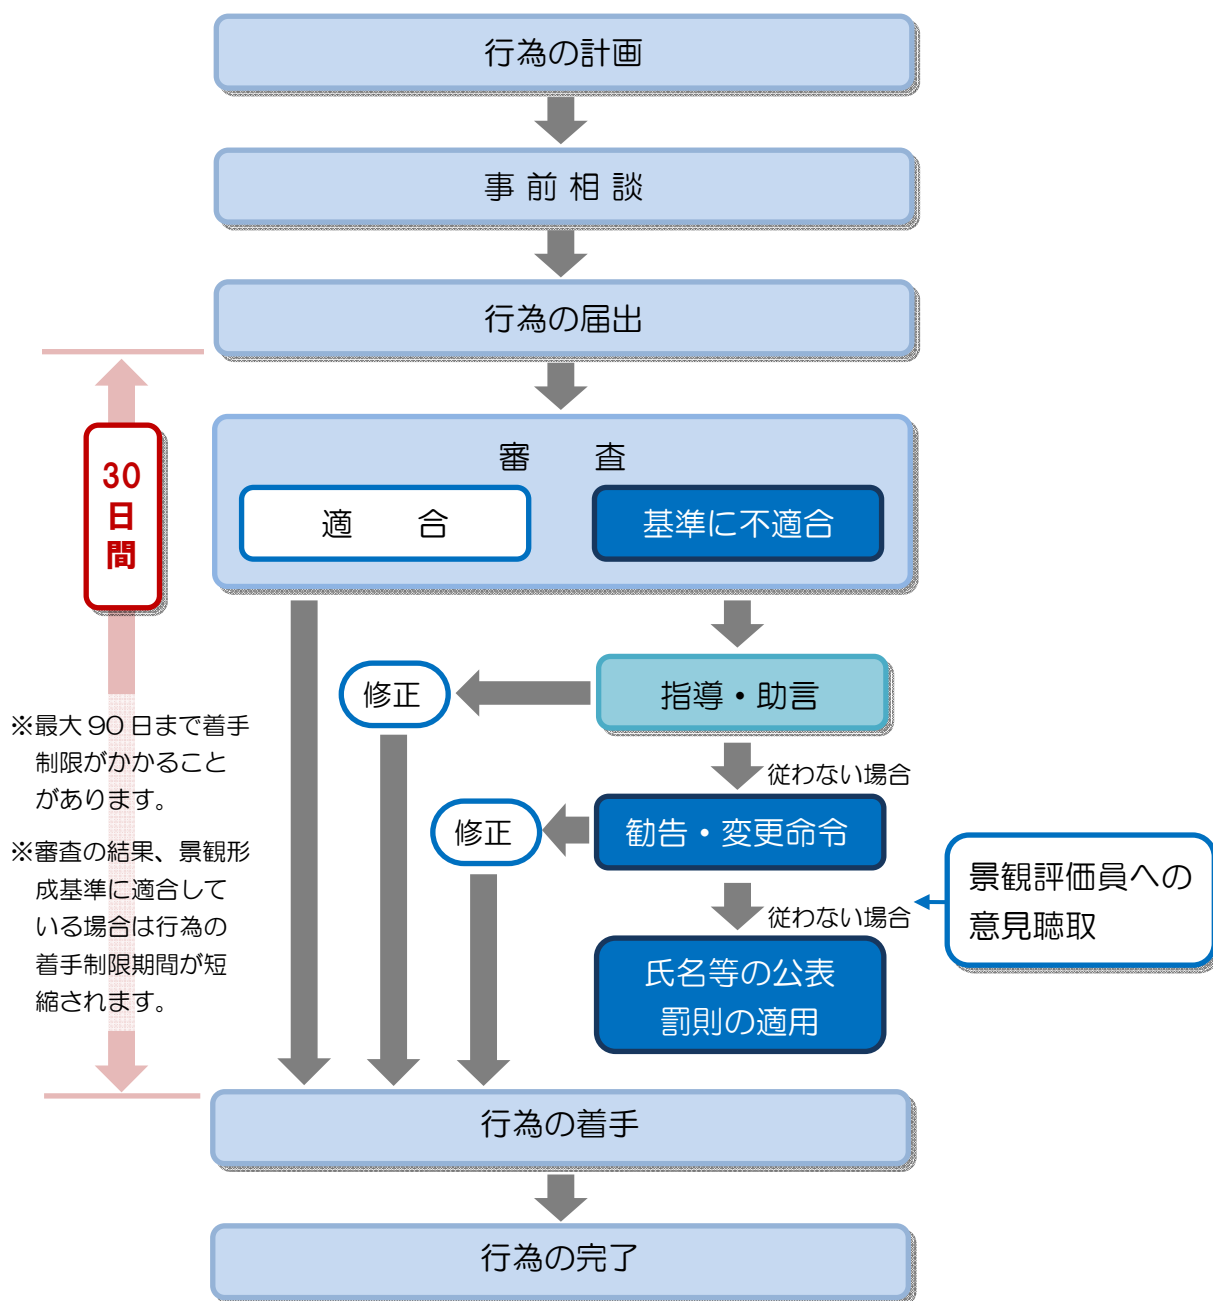 行為の計画
事前相談
行為の届出
30
日
間
審　査
適　合
基準に不適合
指導・助言
修正
※最大90日まで着手
制限がかかること
があります。
従わない場合
勧告・変更命令
修正
※審査の結果、景観形
成基準に適合して
いる場合は行為の
着手制限期間が短
縮されます。
景観評価員への
意見聴取
従わない場合
氏名等の公表
罰則の適用
行為の着手
行為の完了